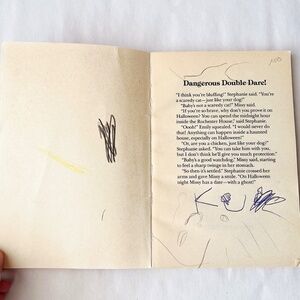 Dangerous Double Dare!
"I think you're bluffing!" Stephanie said. "You're
a scaredy cat—just like your dog!"
"Baby's not a scaredy cat!" Missy said.
"If you're so brave, why don't you prove it on
Halloween? You can spend the midnight hour
inside the Rochester House," said Stephanie.
"Oooh!" Emily squealed. "I would never do
that! Anything can happen inside a haunted
house, especially on Halloween!"
"Or, are you a chicken, just like your dog?"
Stephanie asked. "You can take him with you,
but I don't think he'll give you much protection."
"Baby's a good watchdog," Missy said, starting
to feel a sharp twinge in her stomach.
"So then it's settled." Stephanie crossed her
arms and gave Missy a smile. "On Halloween
night Missy has a date—with a ghost!"